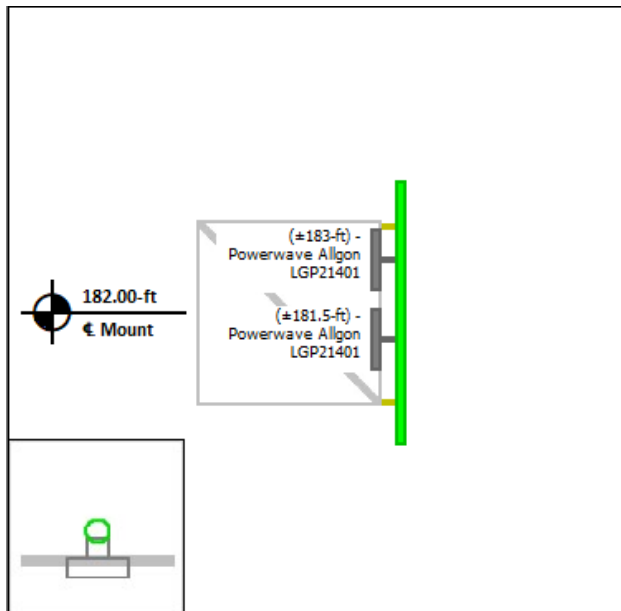 (±183-ft) -
Powerwave Allgon
LGP21401
182.00-ft
℄ Mount
(±181.5-ft) -
Powerwave Allgon
LGP21401